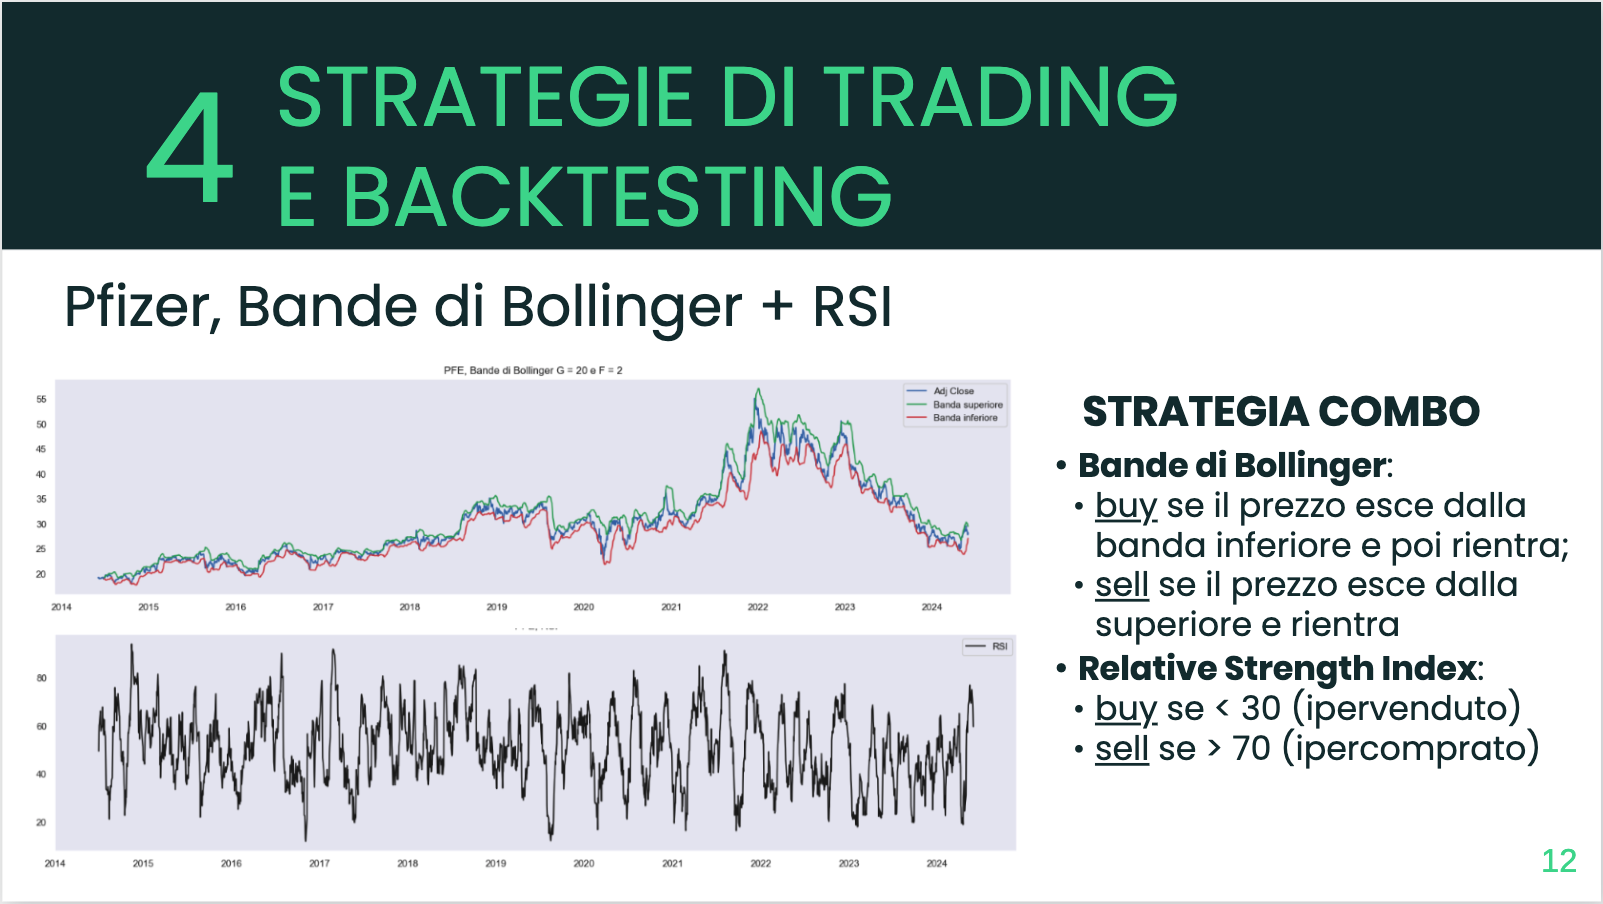 4
STRATEGIE DI TRADING
E BACKTESTING
Pfizer, Bande di Bollinger + RSI
PFE, Bande di Bollinger G = 20 e F = 2
Adj Close
Banda superiore
Banda inferiore
55
50
45
40
35
30
25
20
2014 2015 2016 2017 2018 2019 2020 2021 2022 2023 2024
RSI
80
60
40
20
2014 2015 2016 2017 2018 2019 2020 2021 2022 2023 2024
STRATEGIA COMBO
• Bande di Bollinger:
• buy se il prezzo esce dalla
banda inferiore e poi rientra;
• sell se il prezzo esce dalla
superiore e rientra
• Relative Strength Index:
• buy se < 30 (ipervenduto)
• sell se > 70 (ipercomprato)
12